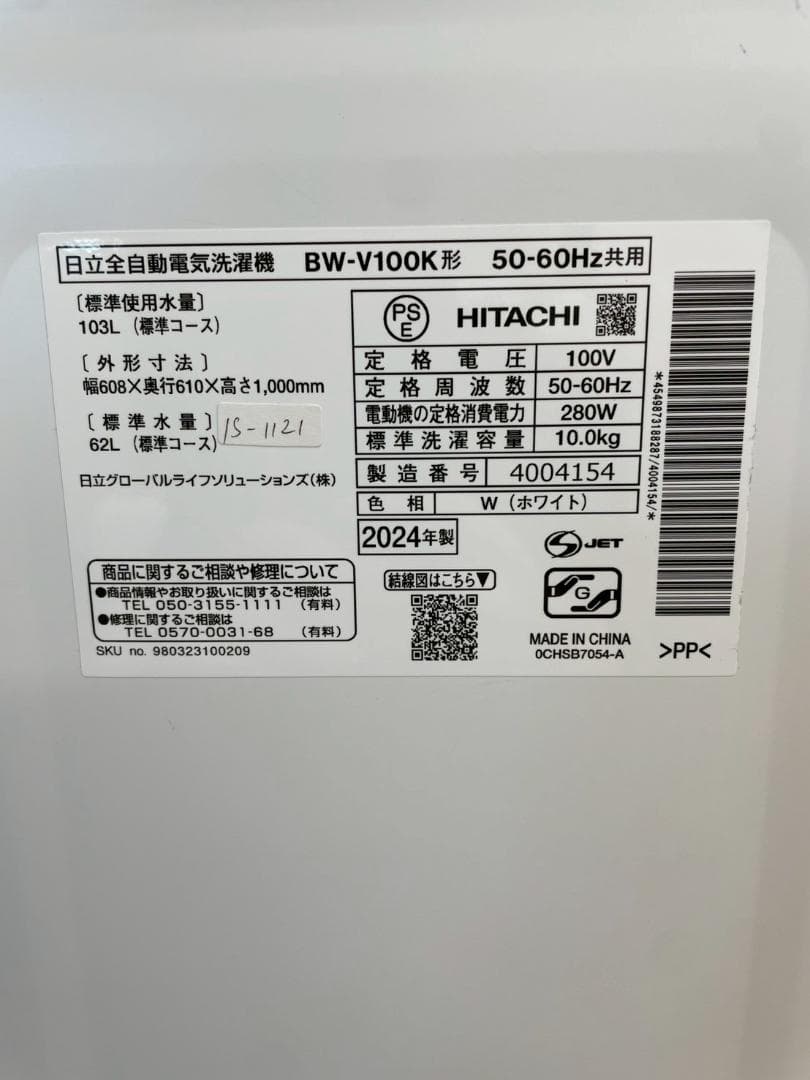 日立全自動電気洗濯機 BW-V100K形 50-60Hz共用
〔標準使用水量〕
103L（標準コース）
〔外形寸法〕
幅608×奥行610×高さ1,000mm
〔標準水量〕
62L（標準コース）
IS-1121
日立グローバルライフソリューションズ（株）
PS
E
HITACHI
定格電圧 100V
定格周波数 50-60Hz
電動機の定格消費電力 280W
標準洗濯容量 10.0kg
製造番号 4004154
色相 W（ホワイト）
2024年製
S JET
商品に関するご相談や修理について
●商品情報やお取り扱いに関するご相談は
TEL 050-3155-1111 （有料）
●修理に関するご相談は
TEL 0570-0031-68 （有料）
SKU no. 980323100209
結線図はこちら▼
G
MADE IN CHINA
0CHSB7054-A
>PP<
*4549873188287/4004154/*